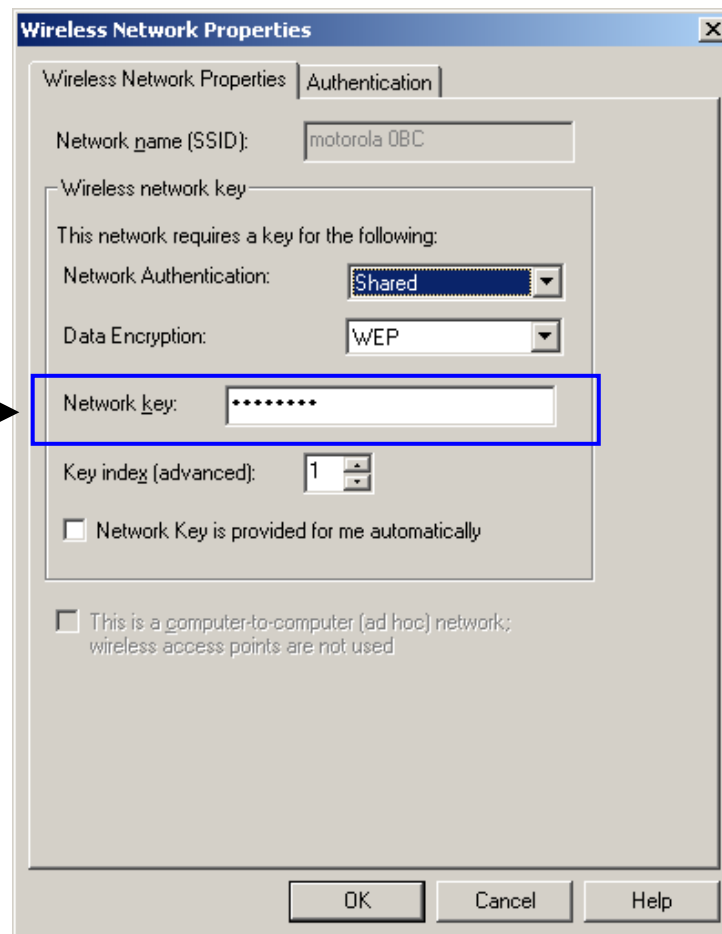 Wireless Network Properties
Wireless Network Properties Authentication
Network name (SSID): motorola 0BC
Wireless network key
This network requires a key for the following:
Network Authentication: Shared
Data Encryption: WEP
Network key: ••••••••
Key index (advanced): 1
Network Key is provided for me automatically
This is a computer-to-computer (ad hoc) network;
wireless access points are not used
OK Cancel Help